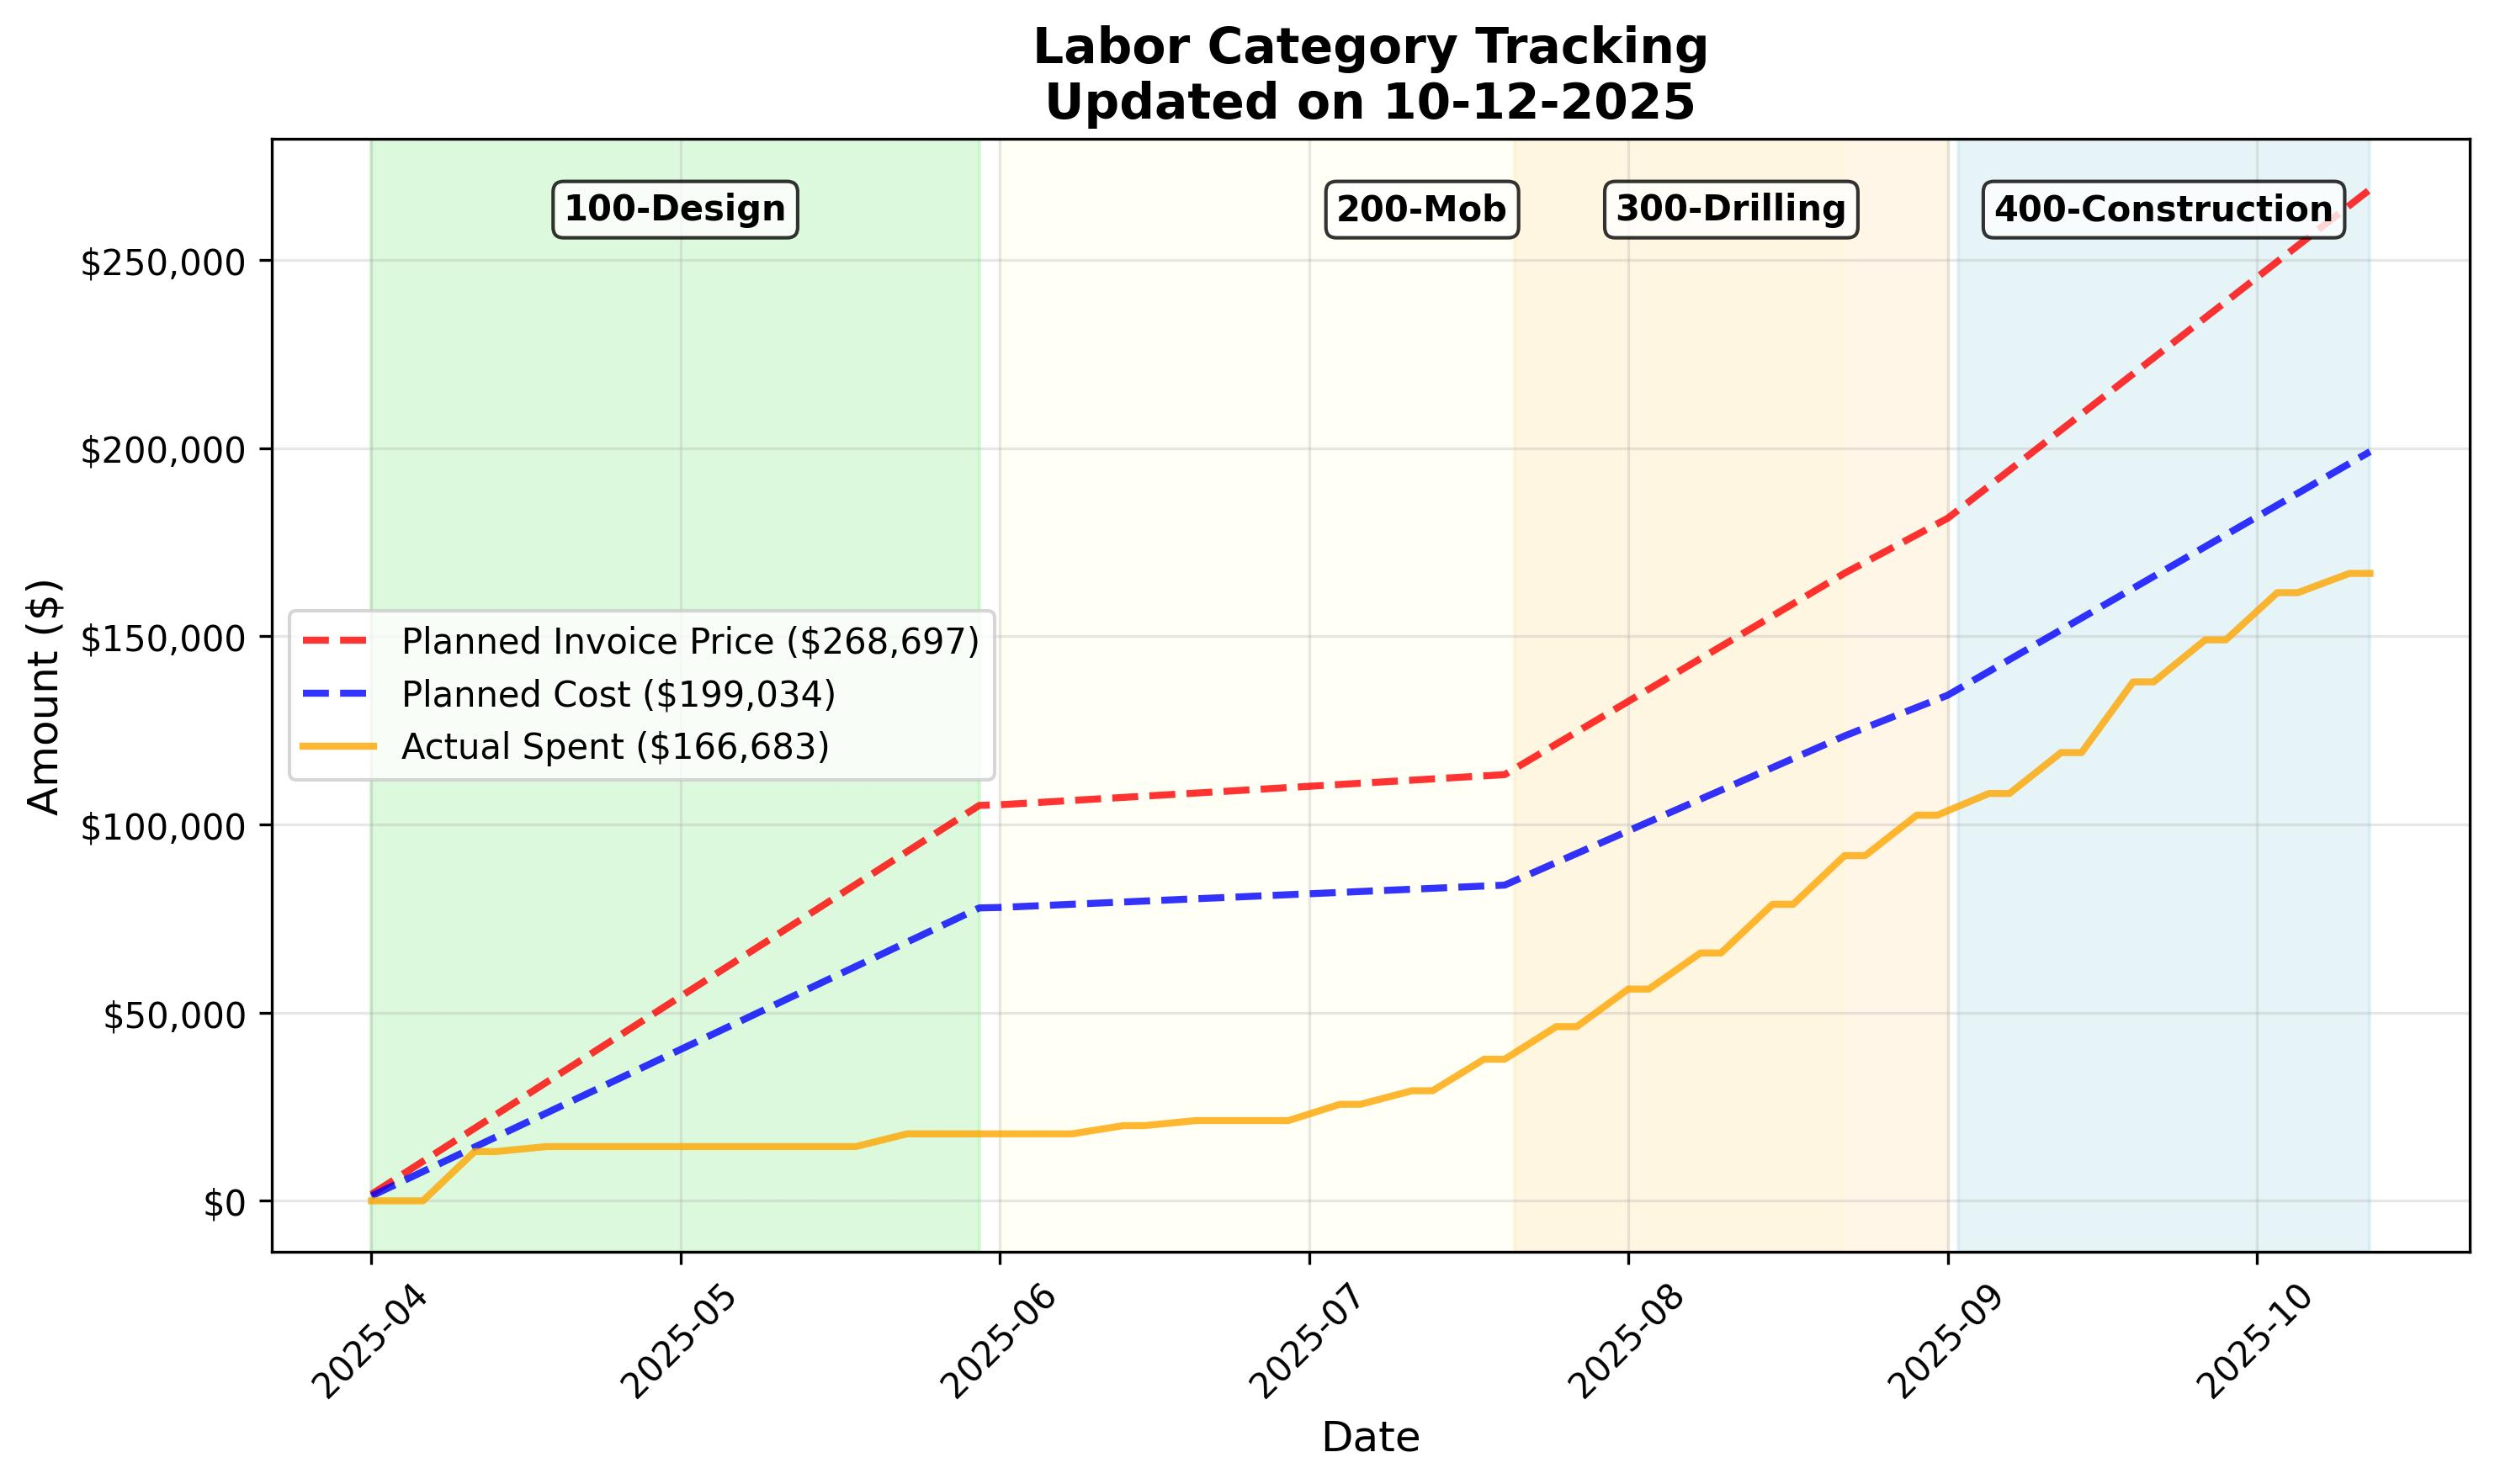 Labor Category Tracking
Updated on 10-12-2025
100-Design
200-Mob
300-Drilling
400-Construction
$250,000
$200,000
$150,000
$100,000
$50,000
$0
Amount ($)
Planned Invoice Price ($268,697)
Planned Cost ($199,034)
Actual Spent ($166,683)
2025-04
2025-05
2025-06
2025-07
2025-08
2025-09
2025-10
Date